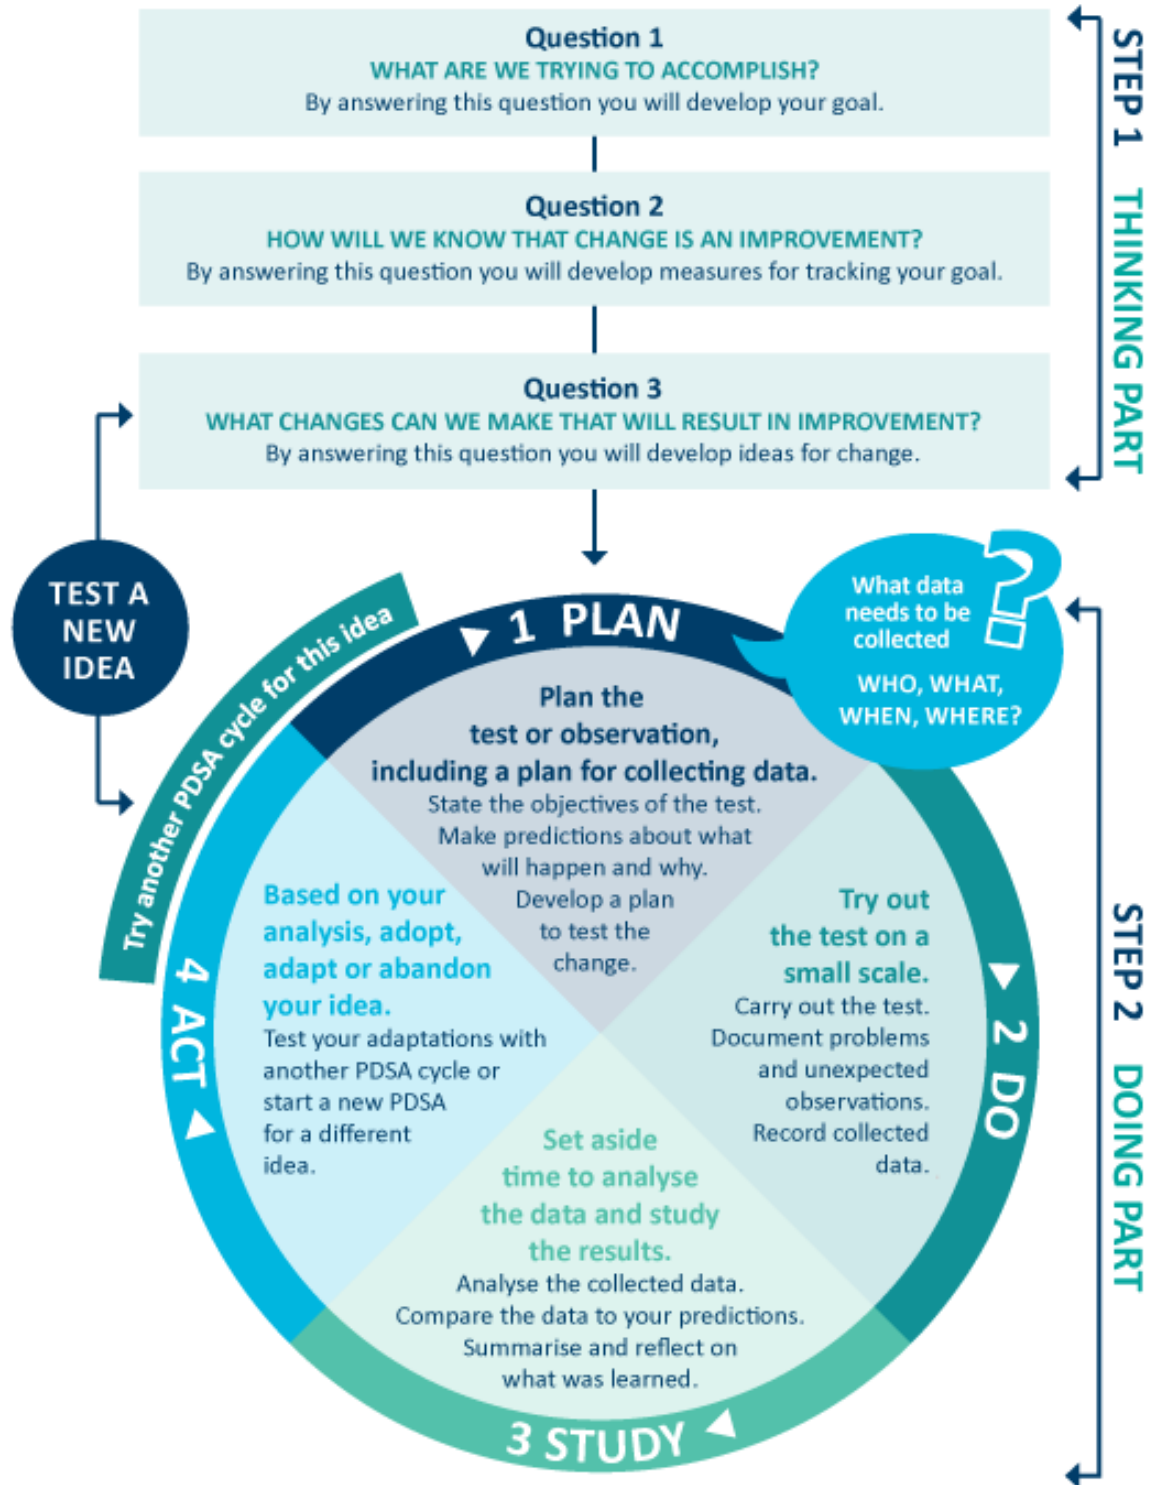 Question 1
WHAT ARE WE TRYING TO ACCOMPLISH?
By answering this question you will develop your goal.
Question 2
HOW WILL WE KNOW THAT CHANGE IS AN IMPROVEMENT?
By answering this question you will develop measures for tracking your goal.
Question 3
WHAT CHANGES CAN WE MAKE THAT WILL RESULT IN IMPROVEMENT?
By answering this question you will develop ideas for change.
STEP 1 THINKING PART
TEST A
NEW
IDEA
Try another PDSA cycle for this idea
1 PLAN
Plan the
test or observation,
including a plan for collecting data.
State the objectives of the test.
Make predictions about what
will happen and why.
Develop a plan
to test the
change.
What data
needs to be
collected
?
WHO, WHAT,
WHEN, WHERE?
2 DO
Try out
the test on a
small scale.
Carry out the test.
Document problems
and unexpected
observations.
Record collected
data.
3 STUDY
Set aside
time to analyse
the data and study
the results.
Analyse the collected data.
Compare the data to your predictions.
Summarise and reflect on
what was learned.
4 ACT
Based on your
analysis, adopt,
adapt or abandon
your idea.
Test your adaptations with
another PDSA cycle or
start a new PDSA
for a different
idea.
STEP 2 DOING PART